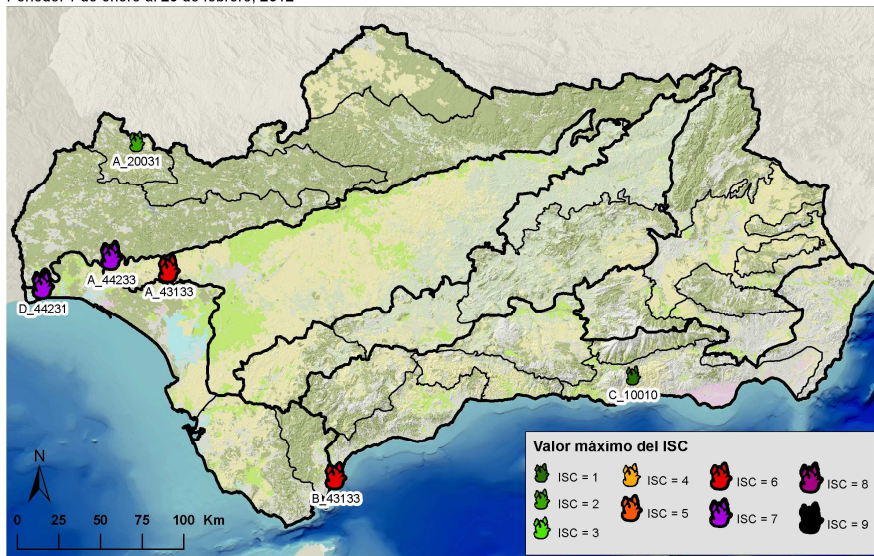 A_20031
A_44233
A_43133
D_44231
C_10010
B_43133
N
0 25 50 75 100 Km
Valor máximo del ISC
ISC = 1 ISC = 4 ISC = 6 ISC = 8
ISC = 2 ISC = 5 ISC = 7 ISC = 9
ISC = 3